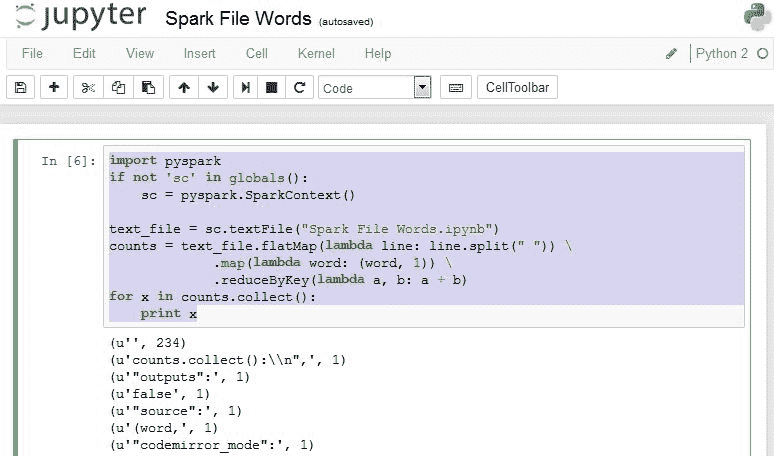 jupyter Spark File Words (autosaved)
File Edit View Insert Cell Kernel Help Python 2
Code CellToolbar
In [6]: import pyspark
if not 'sc' in globals():
    sc = pyspark.SparkContext()
text_file = sc.textFile("Spark File Words.ipynb")
counts = text_file.flatMap(lambda line: line.split(" ")) \
             .map(lambda word: (word, 1)) \
             .reduceByKey(lambda a, b: a + b)
for x in counts.collect():
    print x
(u'', 234)
(u'counts.collect():\\n",', 1)
(u'"outputs":', 1)
(u'false', 1)
(u'"source":', 1)
(u'(word,', 1)
(u'"codemirror_mode":', 1)